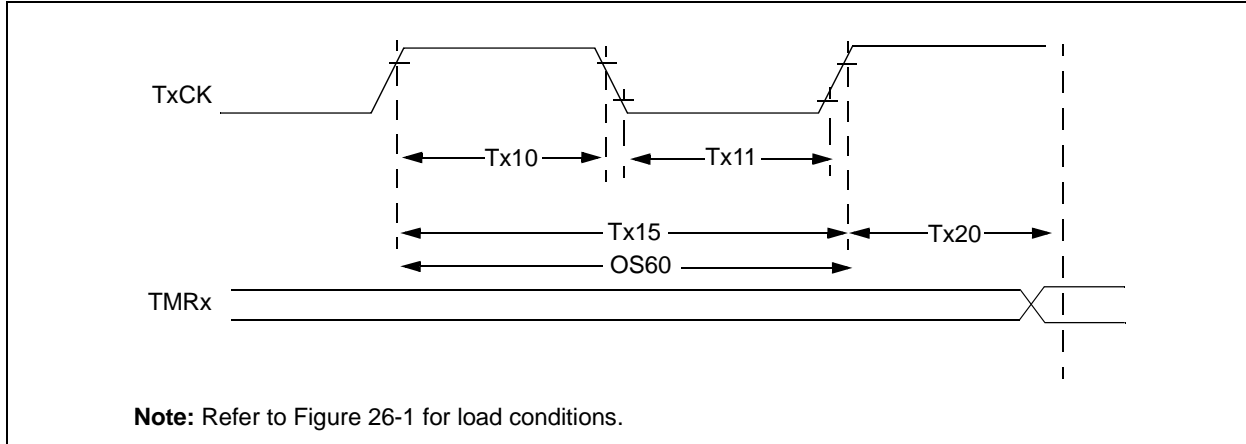 TxCK
Tx10
Tx11
Tx15
Tx20
OS60
TMRx
Note: Refer to Figure 26-1 for load conditions.